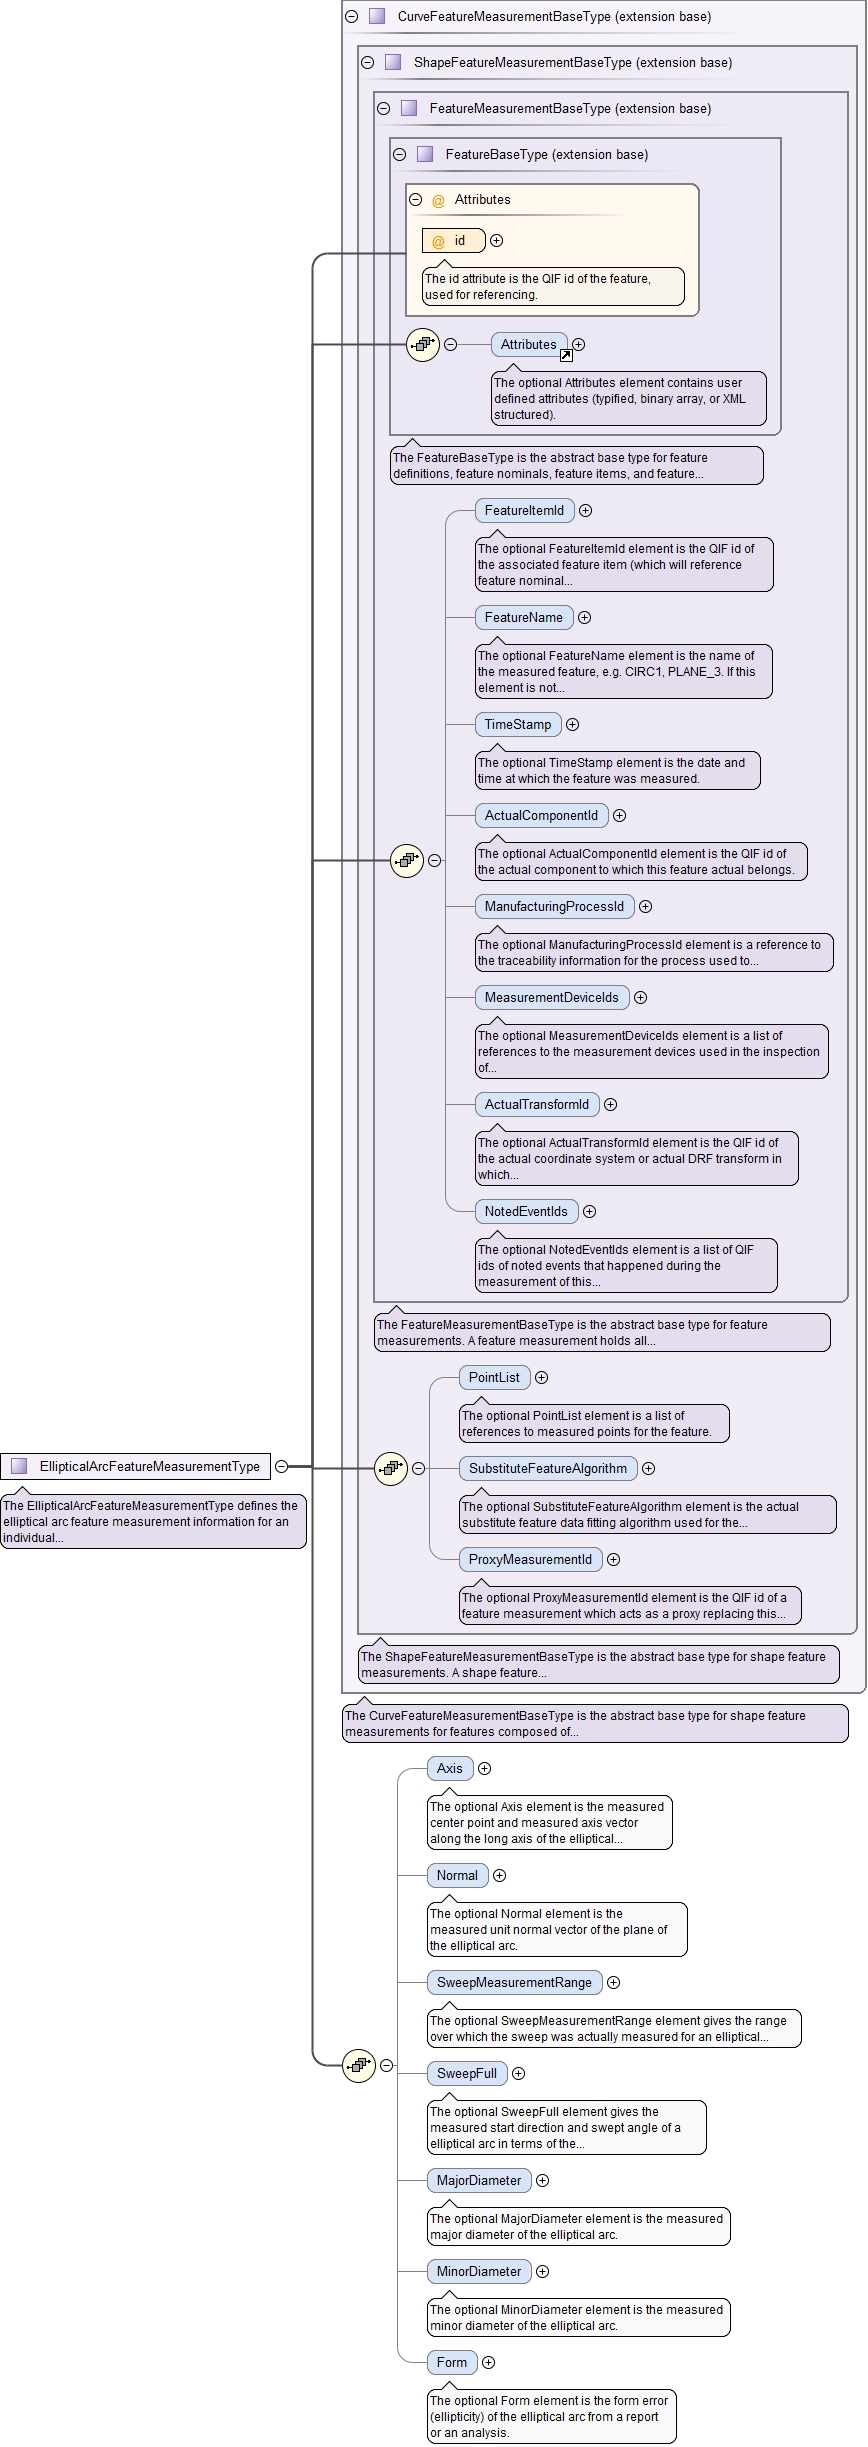 CurveFeatureMeasurementBaseType (extension base)
ShapeFeatureMeasurementBaseType (extension base)
FeatureMeasurementBaseType (extension base)
FeatureBaseType (extension base)
@ Attributes
@ id
The id attribute is the QIF id of the feature,
used for referencing.
Attributes
The optional Attributes element contains user
defined attributes (typified, binary array, or XML
structured).
The FeatureBaseType is the abstract base type for feature
definitions, feature nominals, feature items, and feature...
FeatureItemId
The optional FeatureItemId element is the QIF id of
the associated feature item (which will reference
feature nominal...
FeatureName
The optional FeatureName element is the name of
the measured feature, e.g. CIRC1, PLANE_3. If this
element is not...
TimeStamp
The optional TimeStamp element is the date and
time at which the feature was measured.
ActualComponentId
The optional ActualComponentId element is the QIF id of
the actual component to which this feature actual belongs.
ManufacturingProcessId
The optional ManufacturingProcessId element is a reference to
the traceability information for the process used to...
MeasurementDeviceIds
The optional MeasurementDeviceIds element is a list of
references to the measurement devices used in the inspection
of...
ActualTransformId
The optional ActualTransformId element is the QIF id of
the actual coordinate system or actual DRF transform in
which...
NotedEventIds
The optional NotedEventIds element is a list of QIF
ids of noted events that happened during the
measurement of this...
The FeatureMeasurementBaseType is the abstract base type for feature
measurements. A feature measurement holds all...
PointList
The optional PointList element is a list of
references to measured points for the feature.
EllipticalArcFeatureMeasurementType
The EllipticalArcFeatureMeasurementType defines the
elliptical arc feature measurement information for an
individual...
SubstituteFeatureAlgorithm
The optional SubstituteFeatureAlgorithm element is the actual
substitute feature data fitting algorithm used for the...
ProxyMeasurementId
The optional ProxyMeasurementId element is the QIF id of a
feature measurement which acts as a proxy replacing this...
The ShapeFeatureMeasurementBaseType is the abstract base type for shape feature
measurements. A shape feature...
The CurveFeatureMeasurementBaseType is the abstract base type for shape feature
measurements for features composed of...
Axis
The optional Axis element is the measured
center point and measured axis vector
along the long axis of the elliptical...
Normal
The optional Normal element is the
measured unit normal vector of the plane of
the elliptical arc.
SweepMeasurementRange
The optional SweepMeasurementRange element gives the range
over which the sweep was actually measured for an elliptical...
SweepFull
The optional SweepFull element gives the
measured start direction and swept angle of a
elliptical arc in terms of the...
MajorDiameter
The optional MajorDiameter element is the measured
major diameter of the elliptical arc.
MinorDiameter
The optional MinorDiameter element is the measured
minor diameter of the elliptical arc.
Form
The optional Form element is the form error
(ellipticity) of the elliptical arc from a report
or an analysis.